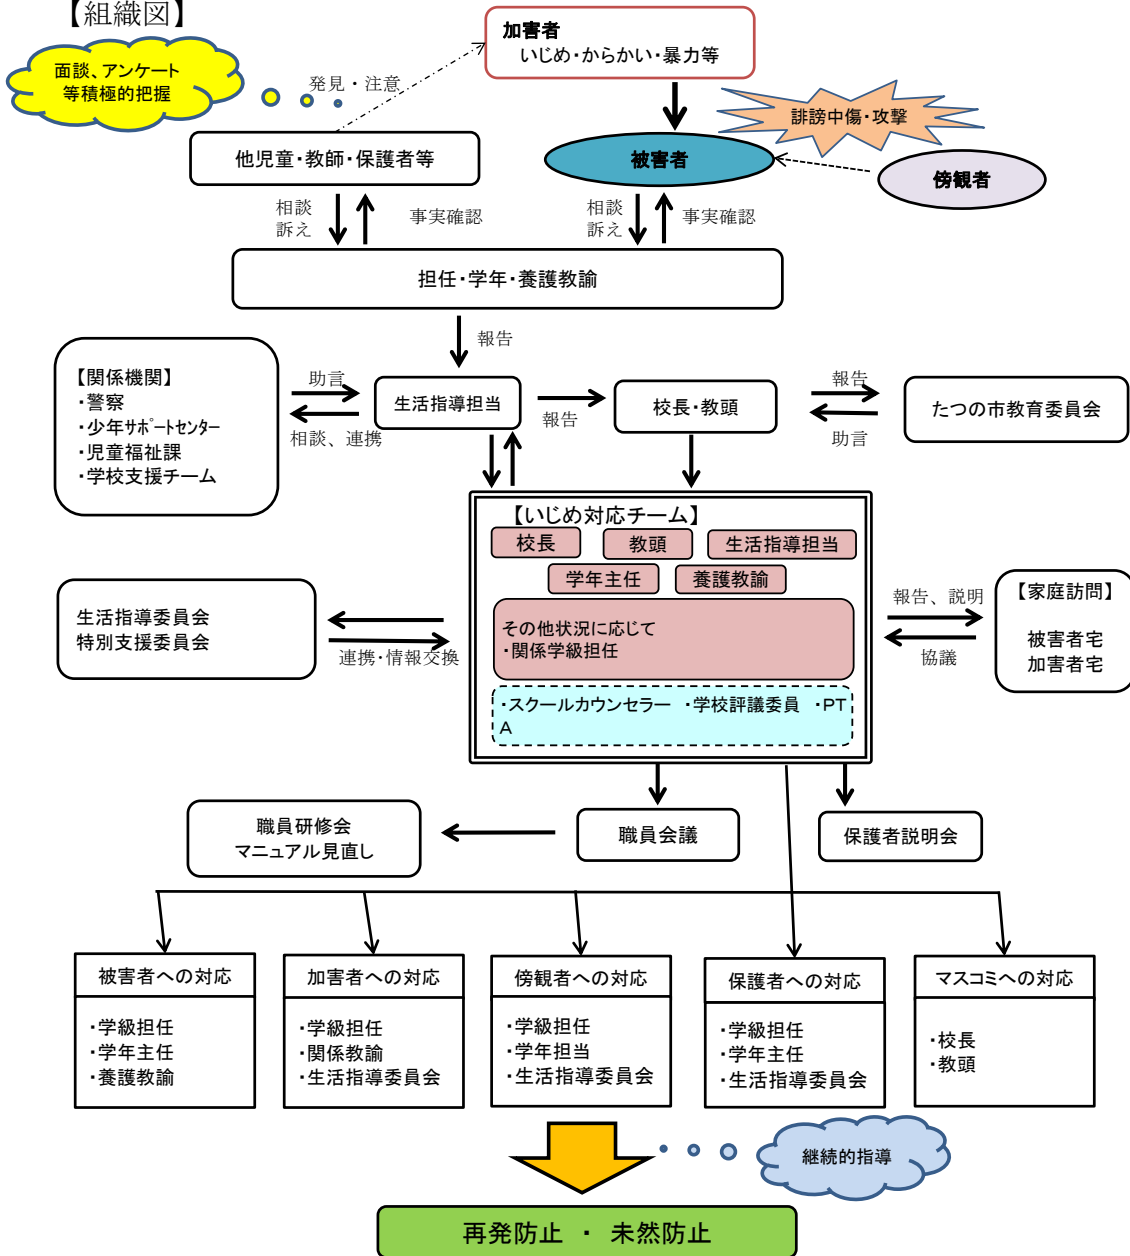 【組織図】
加害者
いじめ・からかい・暴力等
面談、アンケート
等積極的把握
発見・注意
誹謗中傷・攻撃
他児童・教師・保護者等
被害者
傍観者
相談
訴え
事実確認
相談
訴え
事実確認
担任・学年・養護教諭
報告
【関係機関】
・警察
・少年サポートセンター
・児童福祉課
・学校支援チーム
助言
相談、連携
生活指導担当
報告
校長・教頭
報告
助言
たつの市教育委員会
【いじめ対応チーム】
校長
教頭
生活指導担当
学年主任
養護教諭
その他状況に応じて
・関係学級担任
・スクールカウンセラー ・学校評議委員 ・PT
A
生活指導委員会
特別支援委員会
連携・情報交換
報告、説明
協議
【家庭訪問】
被害者宅
加害者宅
職員研修会
マニュアル見直し
職員会議
保護者説明会
被害者への対応
・学級担任
・学年主任
・養護教諭
加害者への対応
・学級担任
・関係教諭
・生活指導委員会
傍観者への対応
・学級担任
・学年担当
・生活指導委員会
保護者への対応
・学級担任
・学年主任
・生活指導委員会
マスコミへの対応
・校長
・教頭
継続的指導
再発防止 ・ 未然防止